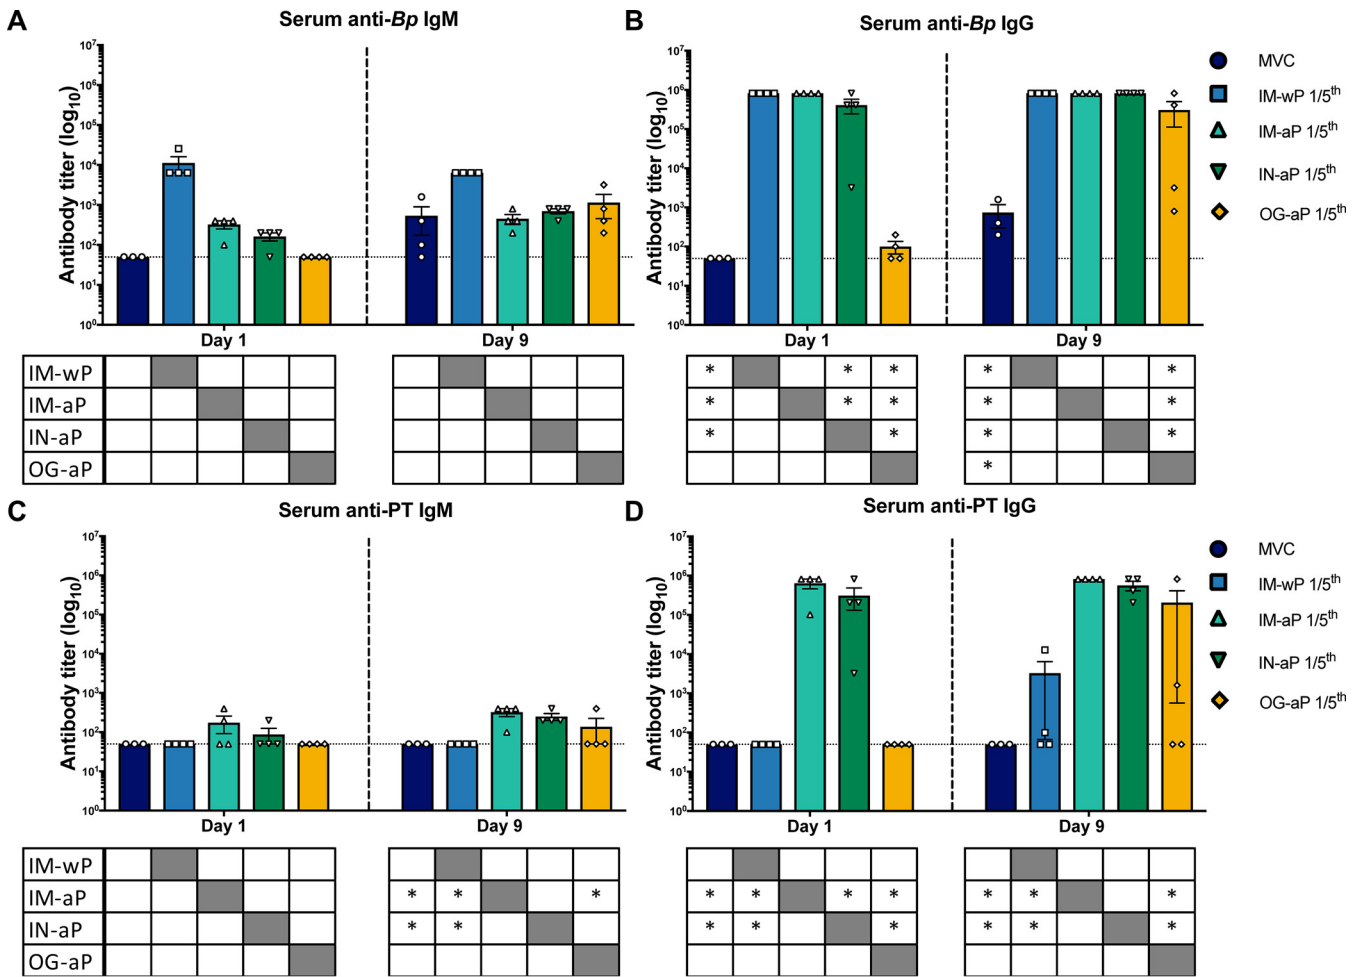 A
Serum anti-Bp IgM
Antibody titer (log10)
10^7
10^6
10^5
10^4
10^3
10^2
10^1
10^0
Day 1
Day 9
IM-wP
IM-aP
IN-aP
OG-aP
B
Serum anti-Bp IgG
Antibody titer (log10)
10^7
10^6
10^5
10^4
10^3
10^2
10^1
10^0
Day 1
Day 9
* * * *    * *
* * * *    * *
* *    * *
*
MVC
IM-wP 1/5th
IM-aP 1/5th
IN-aP 1/5th
OG-aP 1/5th
C
Serum anti-PT IgM
Antibody titer (log10)
10^7
10^6
10^5
10^4
10^3
10^2
10^1
10^0
Day 1
Day 9
IM-wP
IM-aP * * *
IN-aP * *
OG-aP
D
Serum anti-PT IgG
Antibody titer (log10)
10^7
10^6
10^5
10^4
10^3
10^2
10^1
10^0
Day 1
Day 9
* * * *    * * *
* * *    * * *
MVC
IM-wP 1/5th
IM-aP 1/5th
IN-aP 1/5th
OG-aP 1/5th